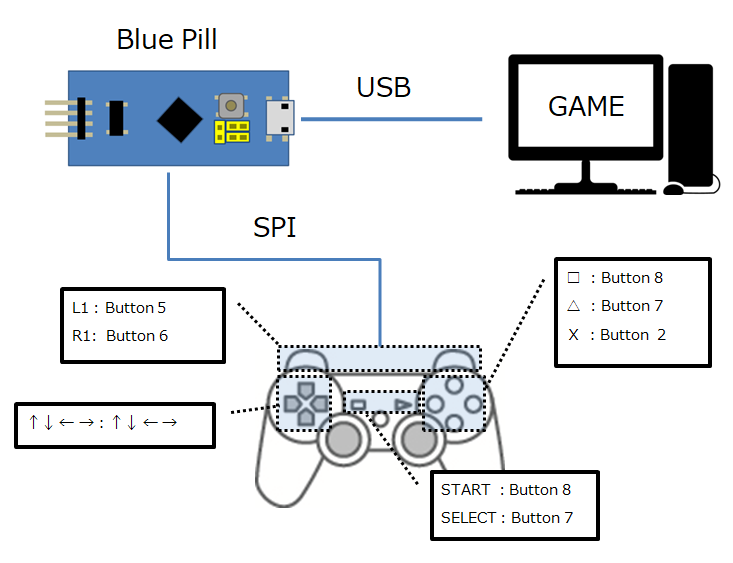 Blue Pill
USB
GAME
SPI
□ : Button 8
△ : Button 7
X : Button 2
L1 : Button 5
R1: Button 6
↑↓←→ : ↑↓←→
START : Button 8
SELECT : Button 7